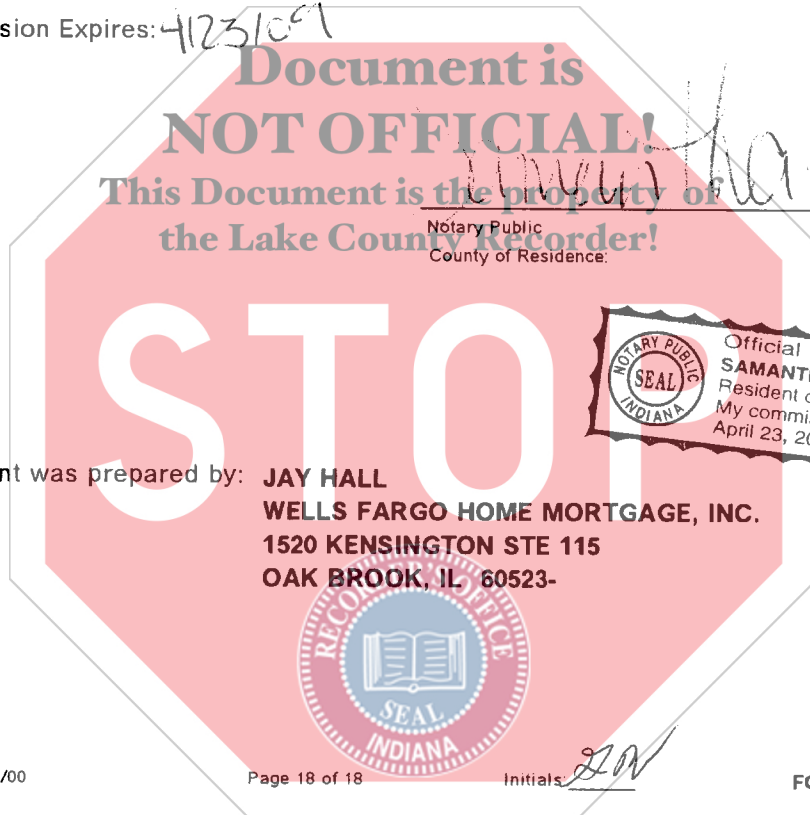 sion Expires: 4/23/09
Document is
NOT OFFICIAL!
This Document is the property of
the Lake County Recorder!
Notary Public
County of Residence:
STOP
NOTARY PUBLIC
SEAL
INDIANA
Official
SAMANT
Resident o
My commi
April 23, 20
nt was prepared by: JAY HALL
WELLS FARGO HOME MORTGAGE, INC.
1520 KENSINGTON STE 115
OAK BROOK, IL 60523-
RECORDER'S OFFICE
SEAL
INDIANA
/00
Page 18 of 18
Initials:
FO